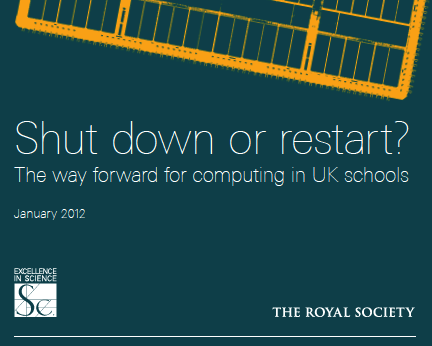 Shut down or restart?
The way forward for computing in UK schools
January 2012
EXCELLENCE
IN SCIENCE
Sc
THE ROYAL SOCIETY